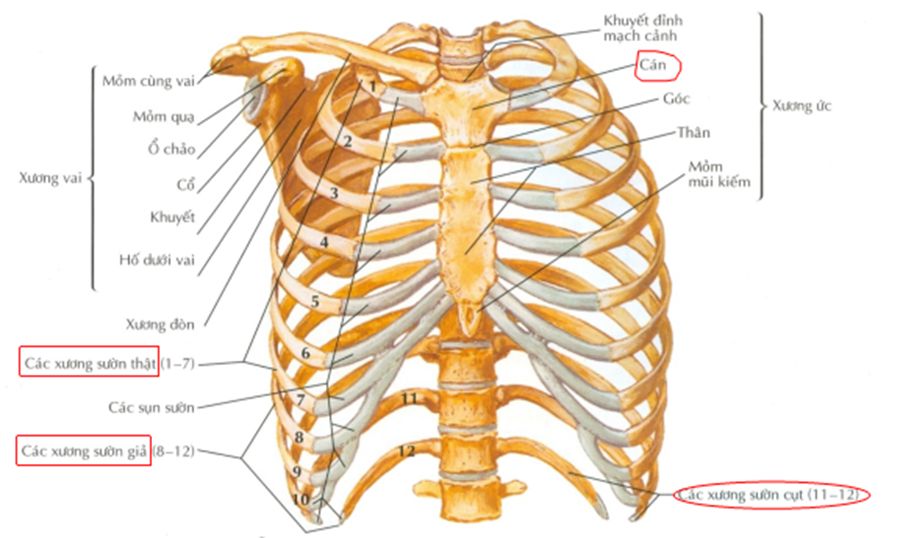 Xương vai
Mỏm cùng vai
Mỏm quạ
Ổ chảo
Cổ
Khuyết
Hố dưới vai
Xương đòn
Các xương sườn thật (1–7)
Các sụn sườn
Các xương sườn giả (8–12)
1
2
3
4
5
6
7
8
9
10
11
12
Khuyết đỉnh
mạch cảnh
Cán
Góc
Thân
Mỏm
mũi kiếm
Xương ức
Các xương sườn cụt (11–12)